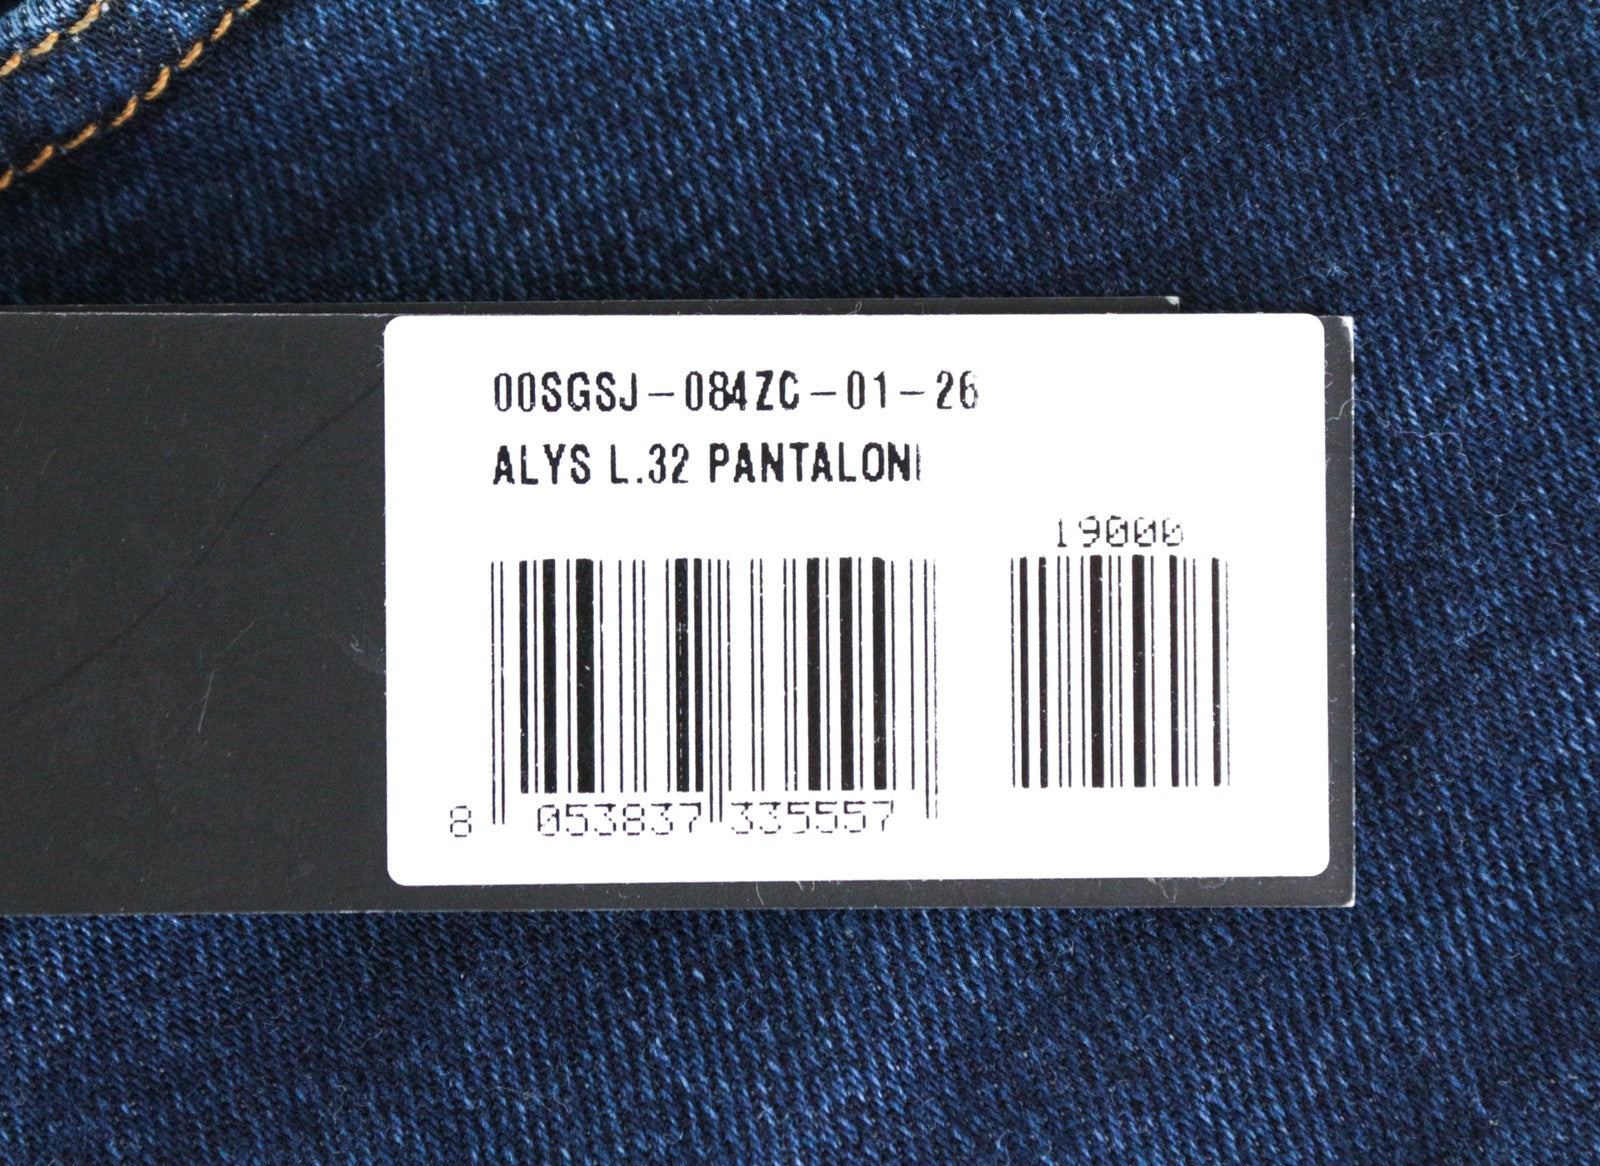 00SGSJ-084ZC-01-26
ALYS L.32 PANTALONI
19000
8 053837 335557